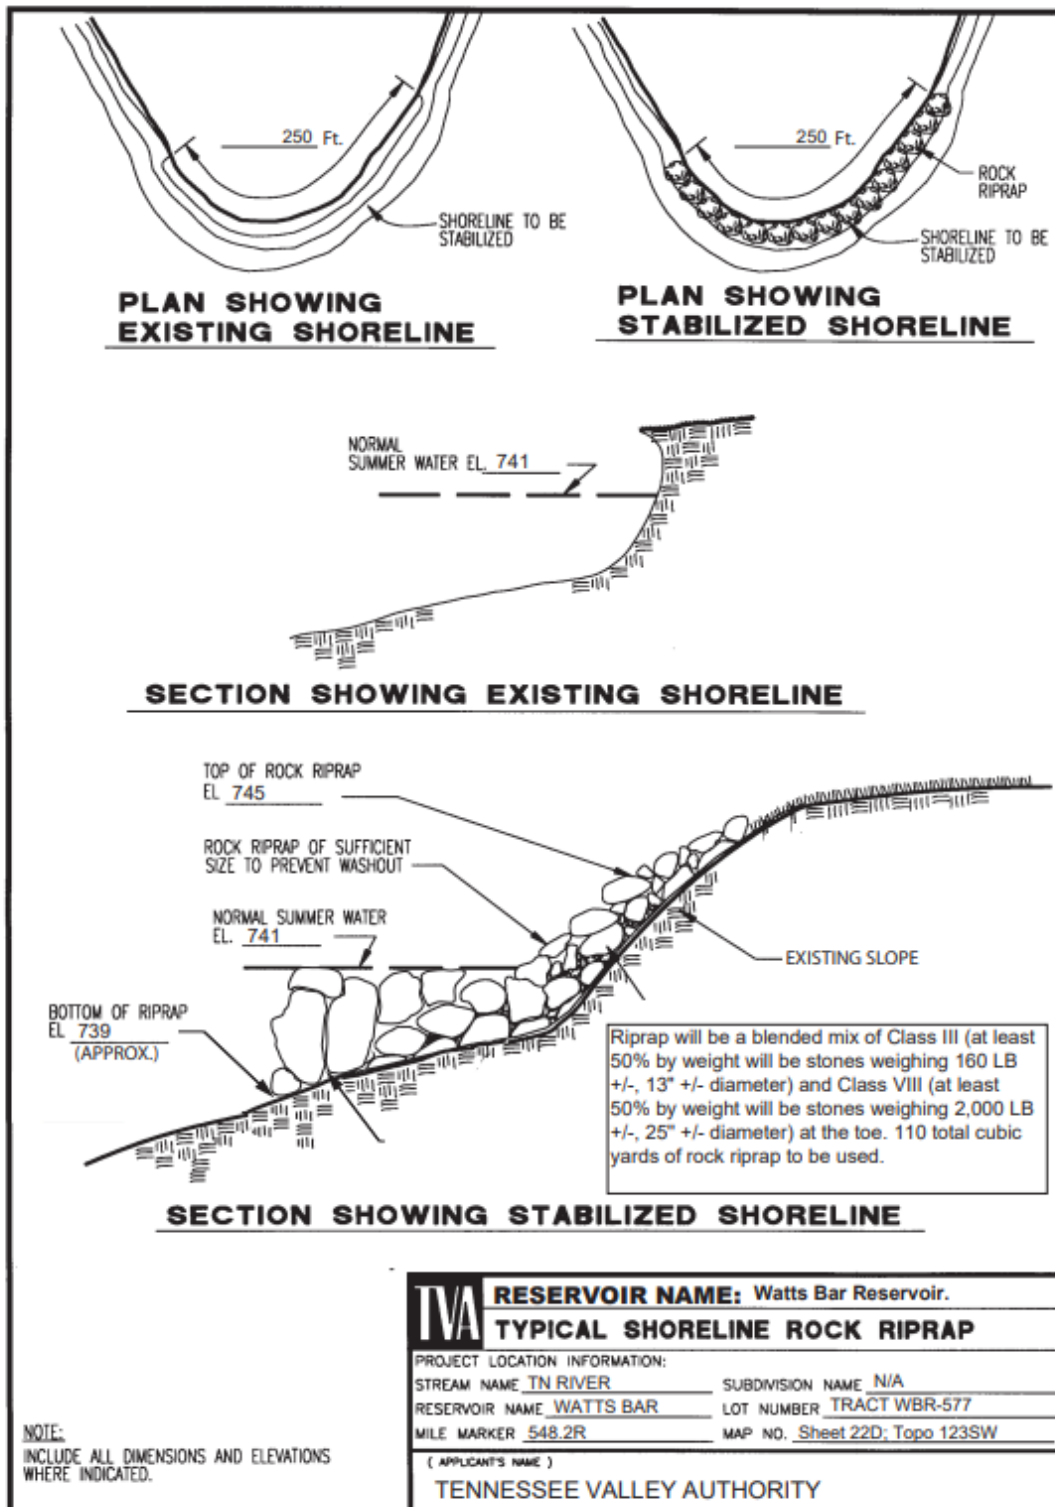 250 Ft.
SHORELINE TO BE
STABILIZED
PLAN SHOWING
EXISTING SHORELINE
250 Ft.
ROCK
RIPRAP
SHORELINE TO BE
STABILIZED
PLAN SHOWING
STABILIZED SHORELINE
NORMAL
SUMMER WATER EL. 741
SECTION SHOWING EXISTING SHORELINE
TOP OF ROCK RIPRAP
EL 745
ROCK RIPRAP OF SUFFICIENT
SIZE TO PREVENT WASHOUT
NORMAL SUMMER WATER
EL. 741
EXISTING SLOPE
BOTTOM OF RIPRAP
EL 739
(APPROX.)
Riprap will be a blended mix of Class III (at least
50% by weight will be stones weighing 160 LB
+/-, 13" +/- diameter) and Class VIII (at least
50% by weight will be stones weighing 2,000 LB
+/-, 25" +/- diameter) at the toe. 110 total cubic
yards of rock riprap to be used.
SECTION SHOWING STABILIZED SHORELINE
TVA
RESERVOIR NAME: Watts Bar Reservoir.
TYPICAL SHORELINE ROCK RIPRAP
PROJECT LOCATION INFORMATION:
STREAM NAME TN RIVER
SUBDIVISION NAME N/A
RESERVOIR NAME WATTS BAR
LOT NUMBER TRACT WBR-577
MILE MARKER 548.2R
MAP NO. Sheet 22D; Topo 123SW
( APPLICANT'S NAME )
TENNESSEE VALLEY AUTHORITY
NOTE:
INCLUDE ALL DIMENSIONS AND ELEVATIONS
WHERE INDICATED.